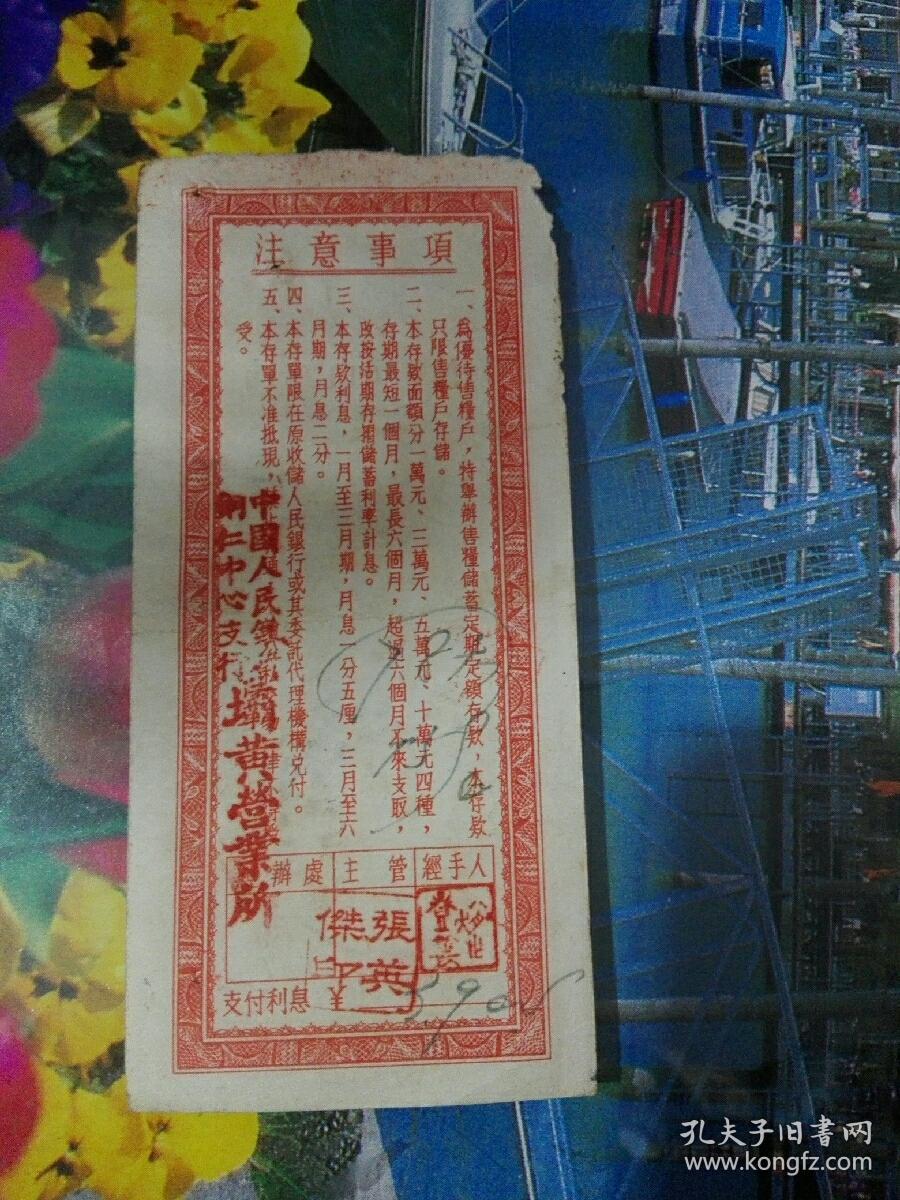 注意事項
一、為優待售糧戶，特舉辦售糧儲蓄定期定額存款，本存款
只限售糧戶存儲。
二、本存款面額分一萬元、三萬元、五萬元、十萬元四種，
存期最短一個月，最長六個月，起過六個月不來支取，
改按活期存摺儲蓄利率計息。
三、本存款利息，一月至三月期，月息一分五厘，三月至六
月期，月息二分。
四、本存單限在原收儲人民銀行或其委託代理機構兌付。
五、本存單不准抵現、
受。
中國人民銀
銅仁中心支行
壩黃營業所
經手人
主管
辦處
張英
傑印
支付利息 ¥
孔夫子旧书网
www.kongfz.com